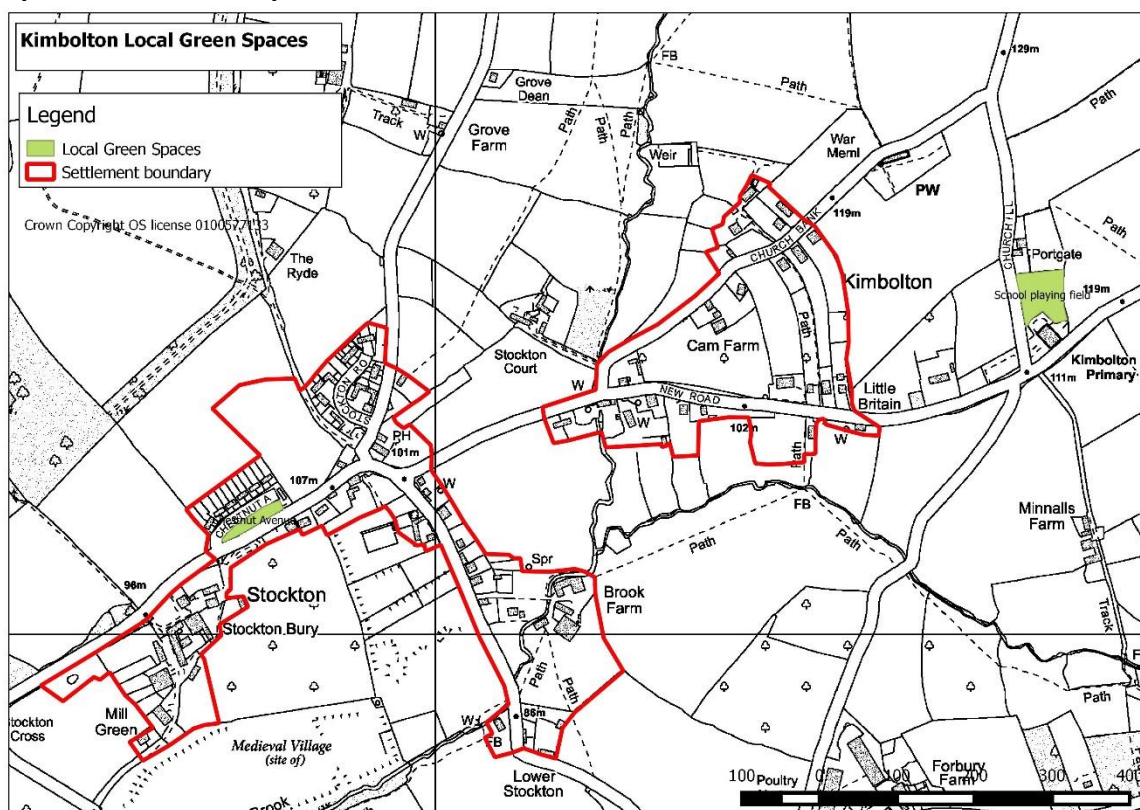 Kimbolton Local Green Spaces
Legend
Local Green Spaces
Settlement boundary
Crown Copyright OS license 0100577133
FB
129m
Path
Path
Path
Path
Path
Track
W
Grove
Dean
Grove
Farm
Weir
War
Meml
PW
119m
CHURCH BANK
CHURCH ILL
Portgate
School playing field
119m
Path
The
Ryde
Kimbolton
Path
Cam Farm
Stockton
Court
STOCKTON RO
W
NEW ROAD
Little
Britain
Kimbolton
Primary
111m
PH
101m
W
102m
W
Path
107m
W
CHESTNUT A
Chestnut Avenue
FB
Path
Path
Minnalls
Farm
Spr
96m
Stockton
Stockton Bury
Brook
Farm
Track
Path
Path
Path
Mill
Green
86m
W
FB
Stockton
Cross
Medieval Village
(site of)
Brook
Lower
Stockton
Forbury
Farm
Poultry
100 0 100 200 300 400